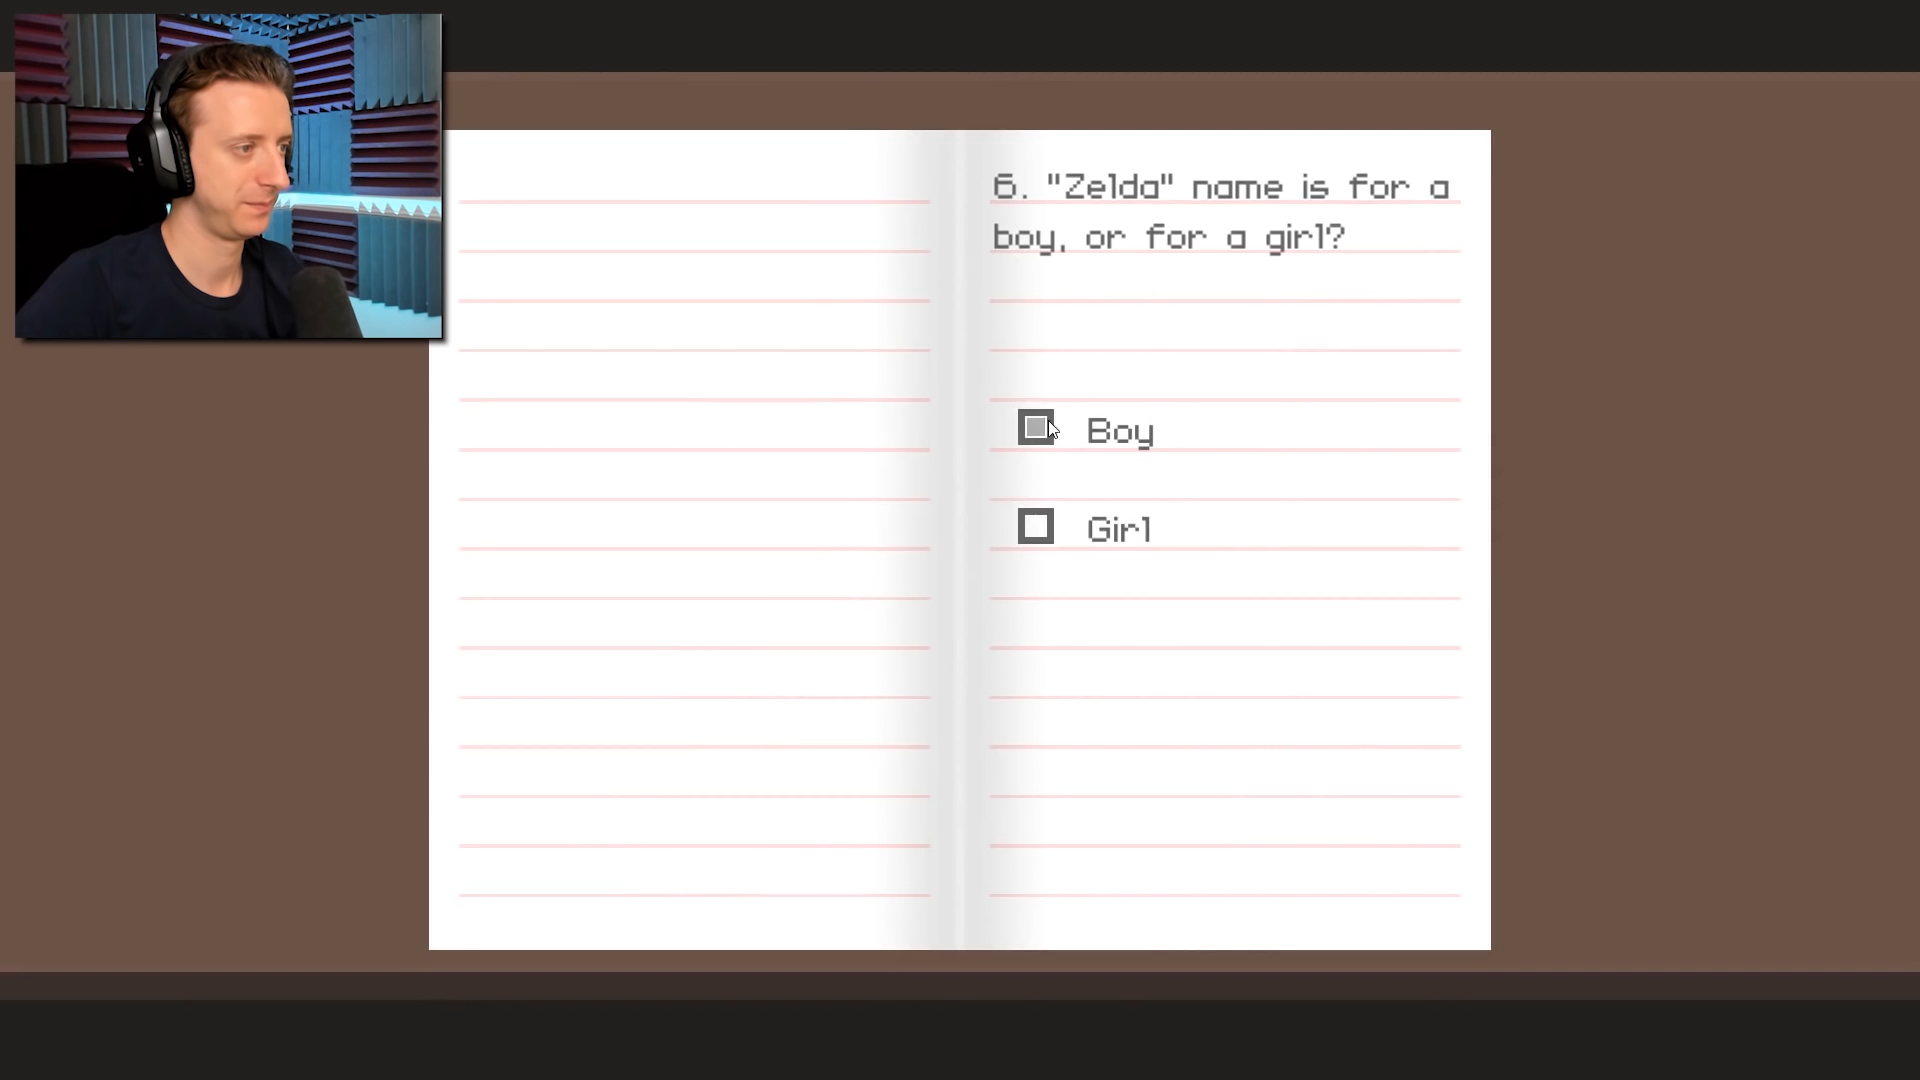 6. "Zelda" name is for a
boy, or for a girl?
Boy
Girl